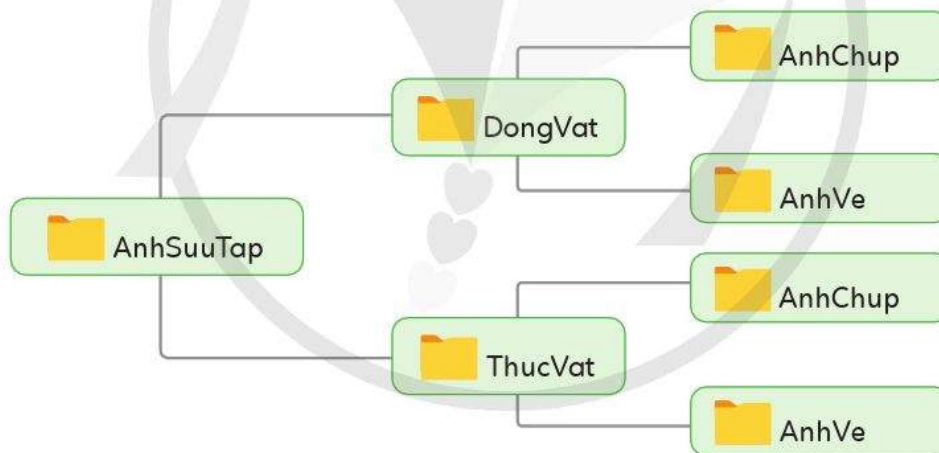 AnhChup
DongVat
AnhVe
AnhSuuTap
AnhChup
ThucVat
AnhVe